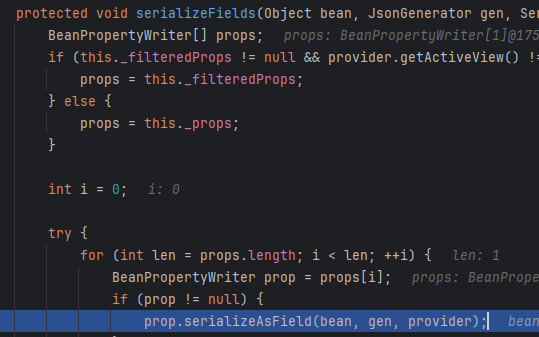 protected void serializeFields(Object bean, JsonGenerator gen, Ser
BeanPropertyWriter[] props; props: BeanPropertyWriter[1]@175
if (this._filteredProps != null && provider.getActiveView() !=
props = this._filteredProps;
} else {
props = this._props;
}
int i = 0; i: 0
try {
for (int len = props.length; i < len; ++i) { len: 1
BeanPropertyWriter prop = props[i]; props: BeanPrope
if (prop != null) {
prop.serializeAsField(bean, gen, provider); bean